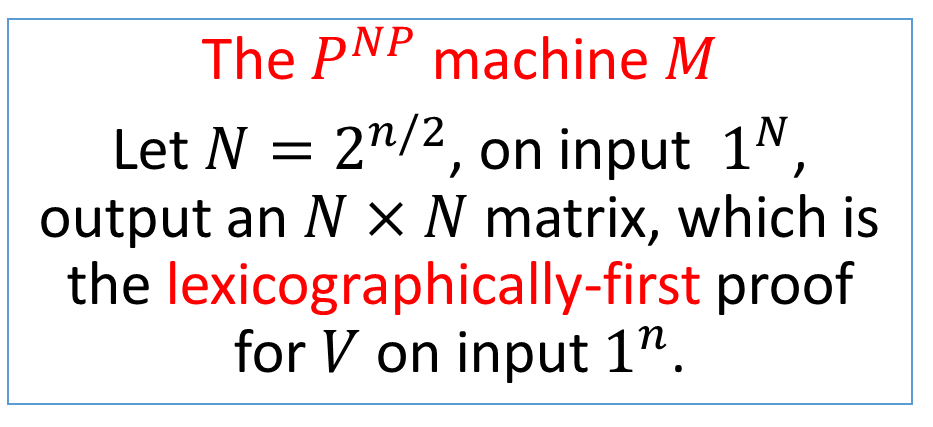 The P^{NP} machine M
Let N = 2^{n/2}, on input 1^N,
output an N × N matrix, which is
the lexicographically-first proof
for V on input 1^n.